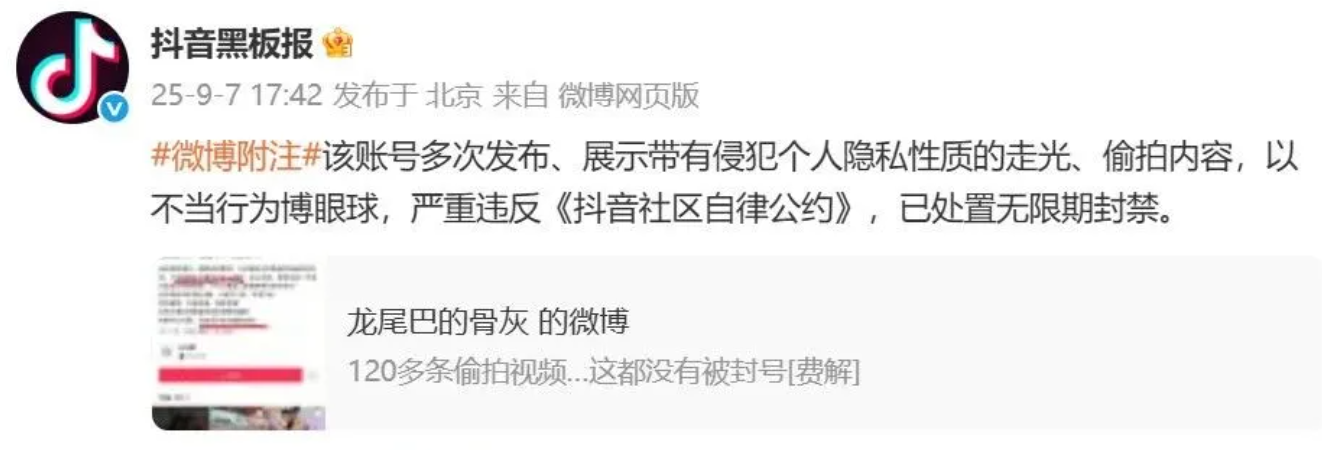 抖音黑板报
25-9-7 17:42 发布于 北京 来自 微博网页版
#微博附注#该账号多次发布、展示带有侵犯个人隐私性质的走光、偷拍内容，以
不当行为博眼球，严重违反《抖音社区自律公约》，已处置无限期封禁。
龙尾巴的骨灰 的微博
120多条偷拍视频...这都没有被封号[费解]